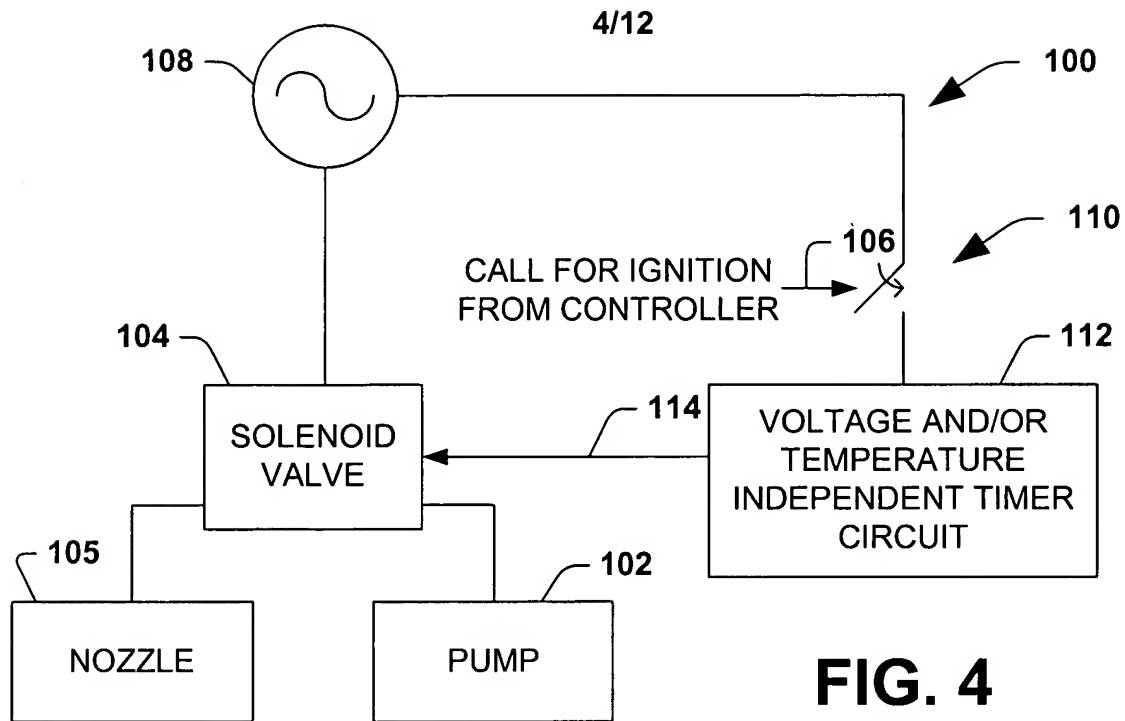 4/12
108
100
110
106
CALL FOR IGNITION
FROM CONTROLLER
104
112
SOLENOID
VALVE
114
VOLTAGE AND/OR
TEMPERATURE
INDEPENDENT TIMER
CIRCUIT
105
102
NOZZLE
PUMP
FIG. 4